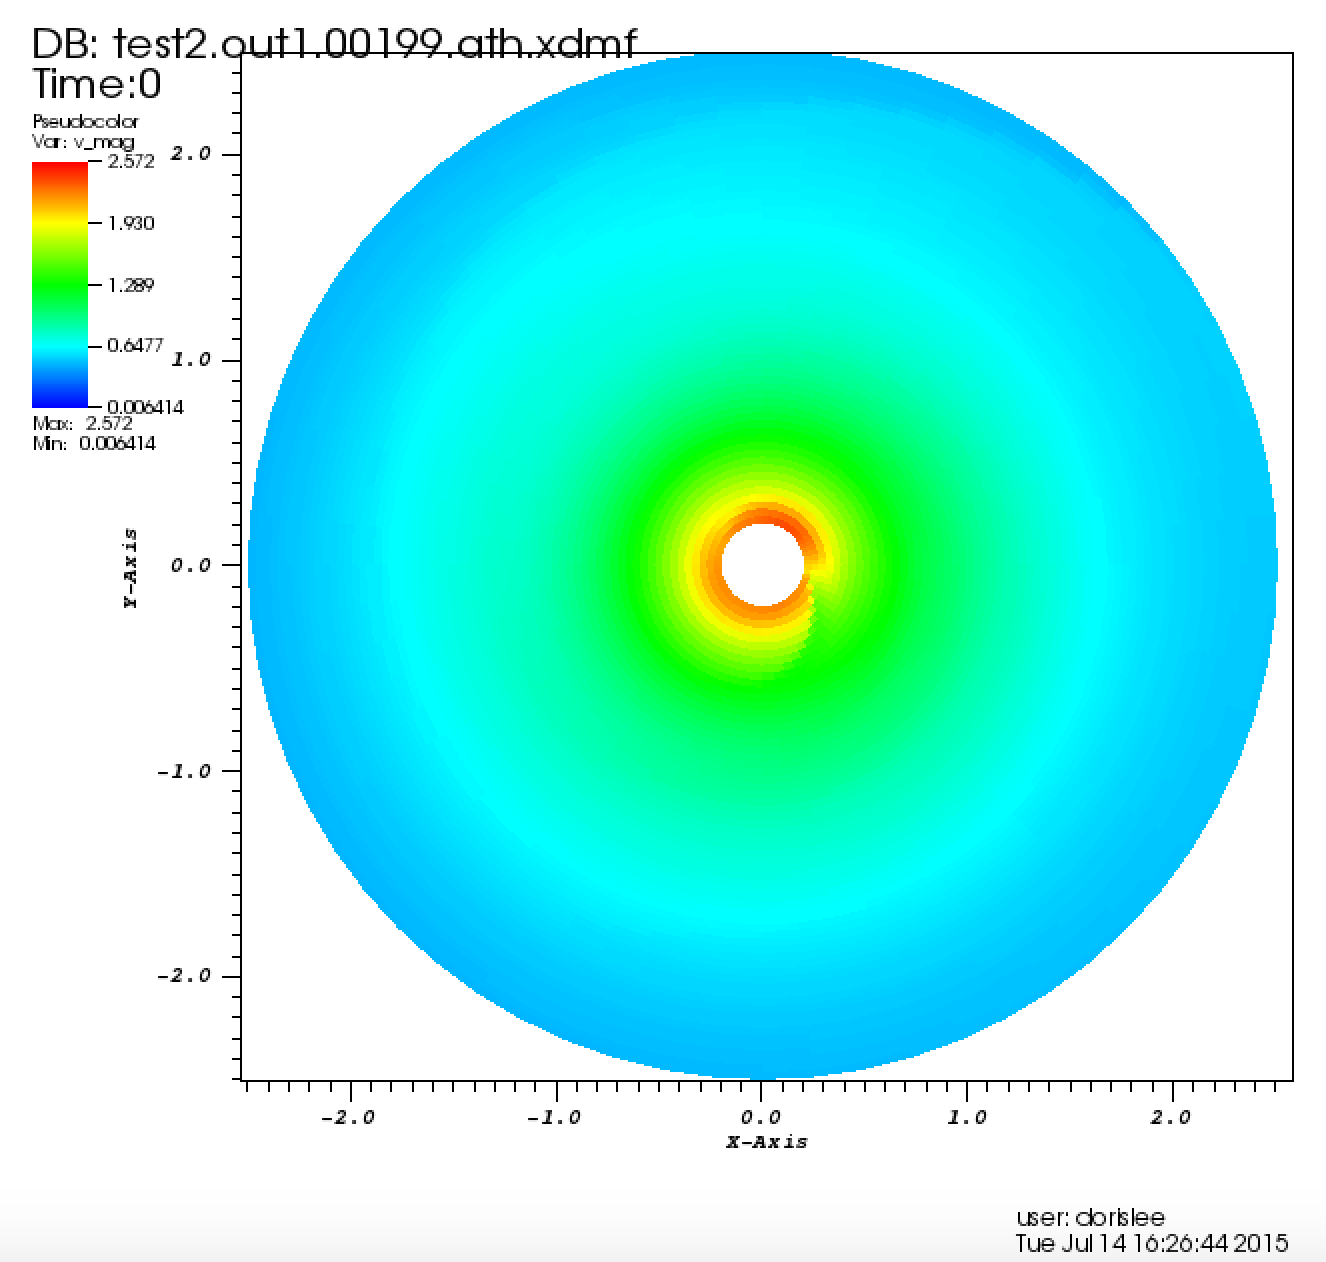 DB: test2.out1.00199.ath.xdmf
Time:0
Pseudocolor
Var: v_mag
2.572
1.930
1.289
0.6477
0.006414
Max: 2.572
Min: 0.006414
2.0
1.0
0.0
-1.0
-2.0
Y-Axis
-2.0 -1.0 0.0 1.0 2.0
X-Axis
user: dorislee
Tue Jul 14 16:26:44 2015